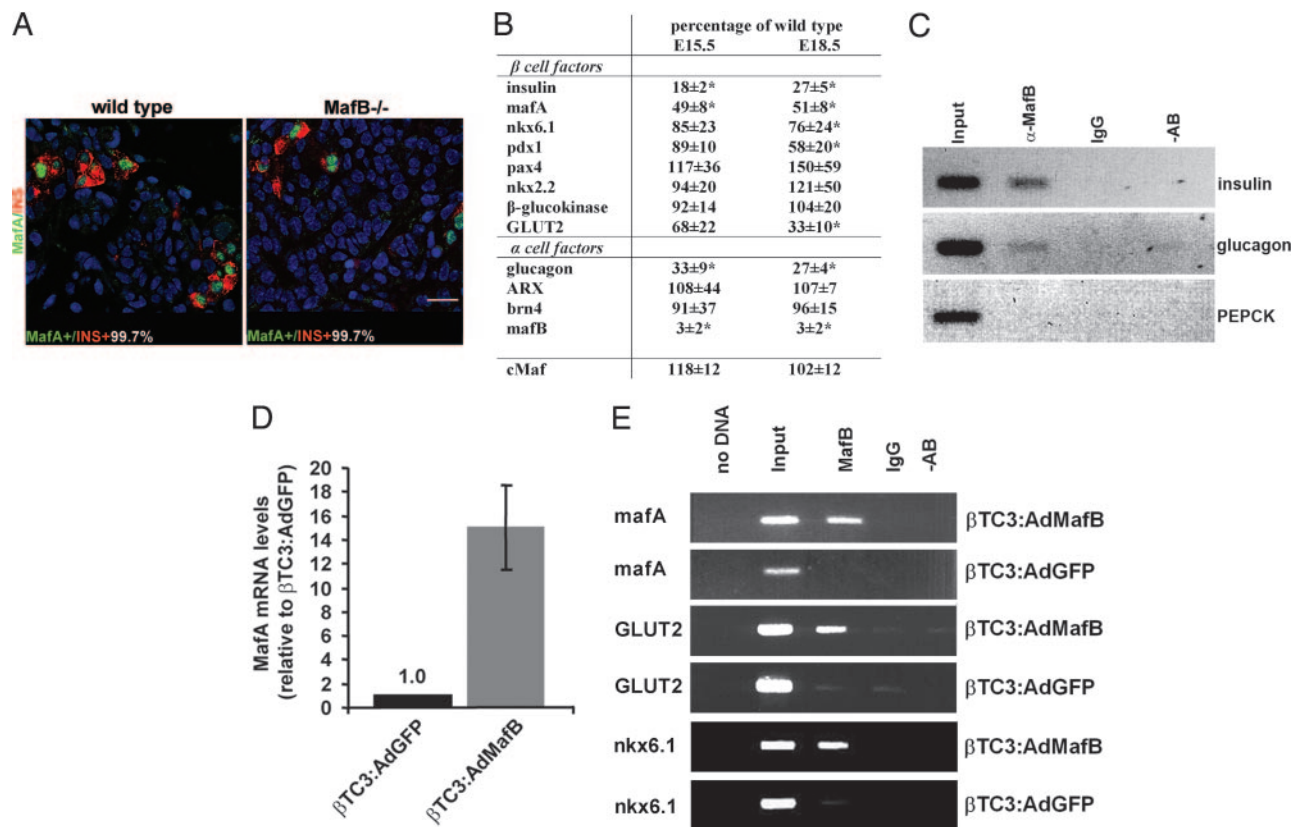 A
wild type
MafB-/-
MafA/INS
MafA+/INS+99.7%
MafA+/INS+99.7%
B
percentage of wild type
E15.5 E18.5
β cell factors
insulin 18±2* 27±5*
mafA 49±8* 51±8*
nkx6.1 85±23 76±24*
pdx1 89±10 58±20*
pax4 117±36 150±59
nkx2.2 94±20 121±50
β-glucokinase 92±14 104±20
GLUT2 68±22 33±10*
α cell factors
glucagon 33±9* 27±4*
ARX 108±44 107±7
brn4 91±37 96±15
mafB 3±2* 3±2*
cMaf 118±12 102±12
C
Input α-MafB IgG -AB
insulin
glucagon
PEPCK
D
MafA mRNA levels
(relative to βTC3:AdGFP)
20
18
16
14
12
10
8
6
4
2
0
1.0
βTC3:AdGFP
βTC3:AdMafB
E
no DNA Input MafB IgG -AB
mafA βTC3:AdMafB
mafA βTC3:AdGFP
GLUT2 βTC3:AdMafB
GLUT2 βTC3:AdGFP
nkx6.1 βTC3:AdMafB
nkx6.1 βTC3:AdGFP